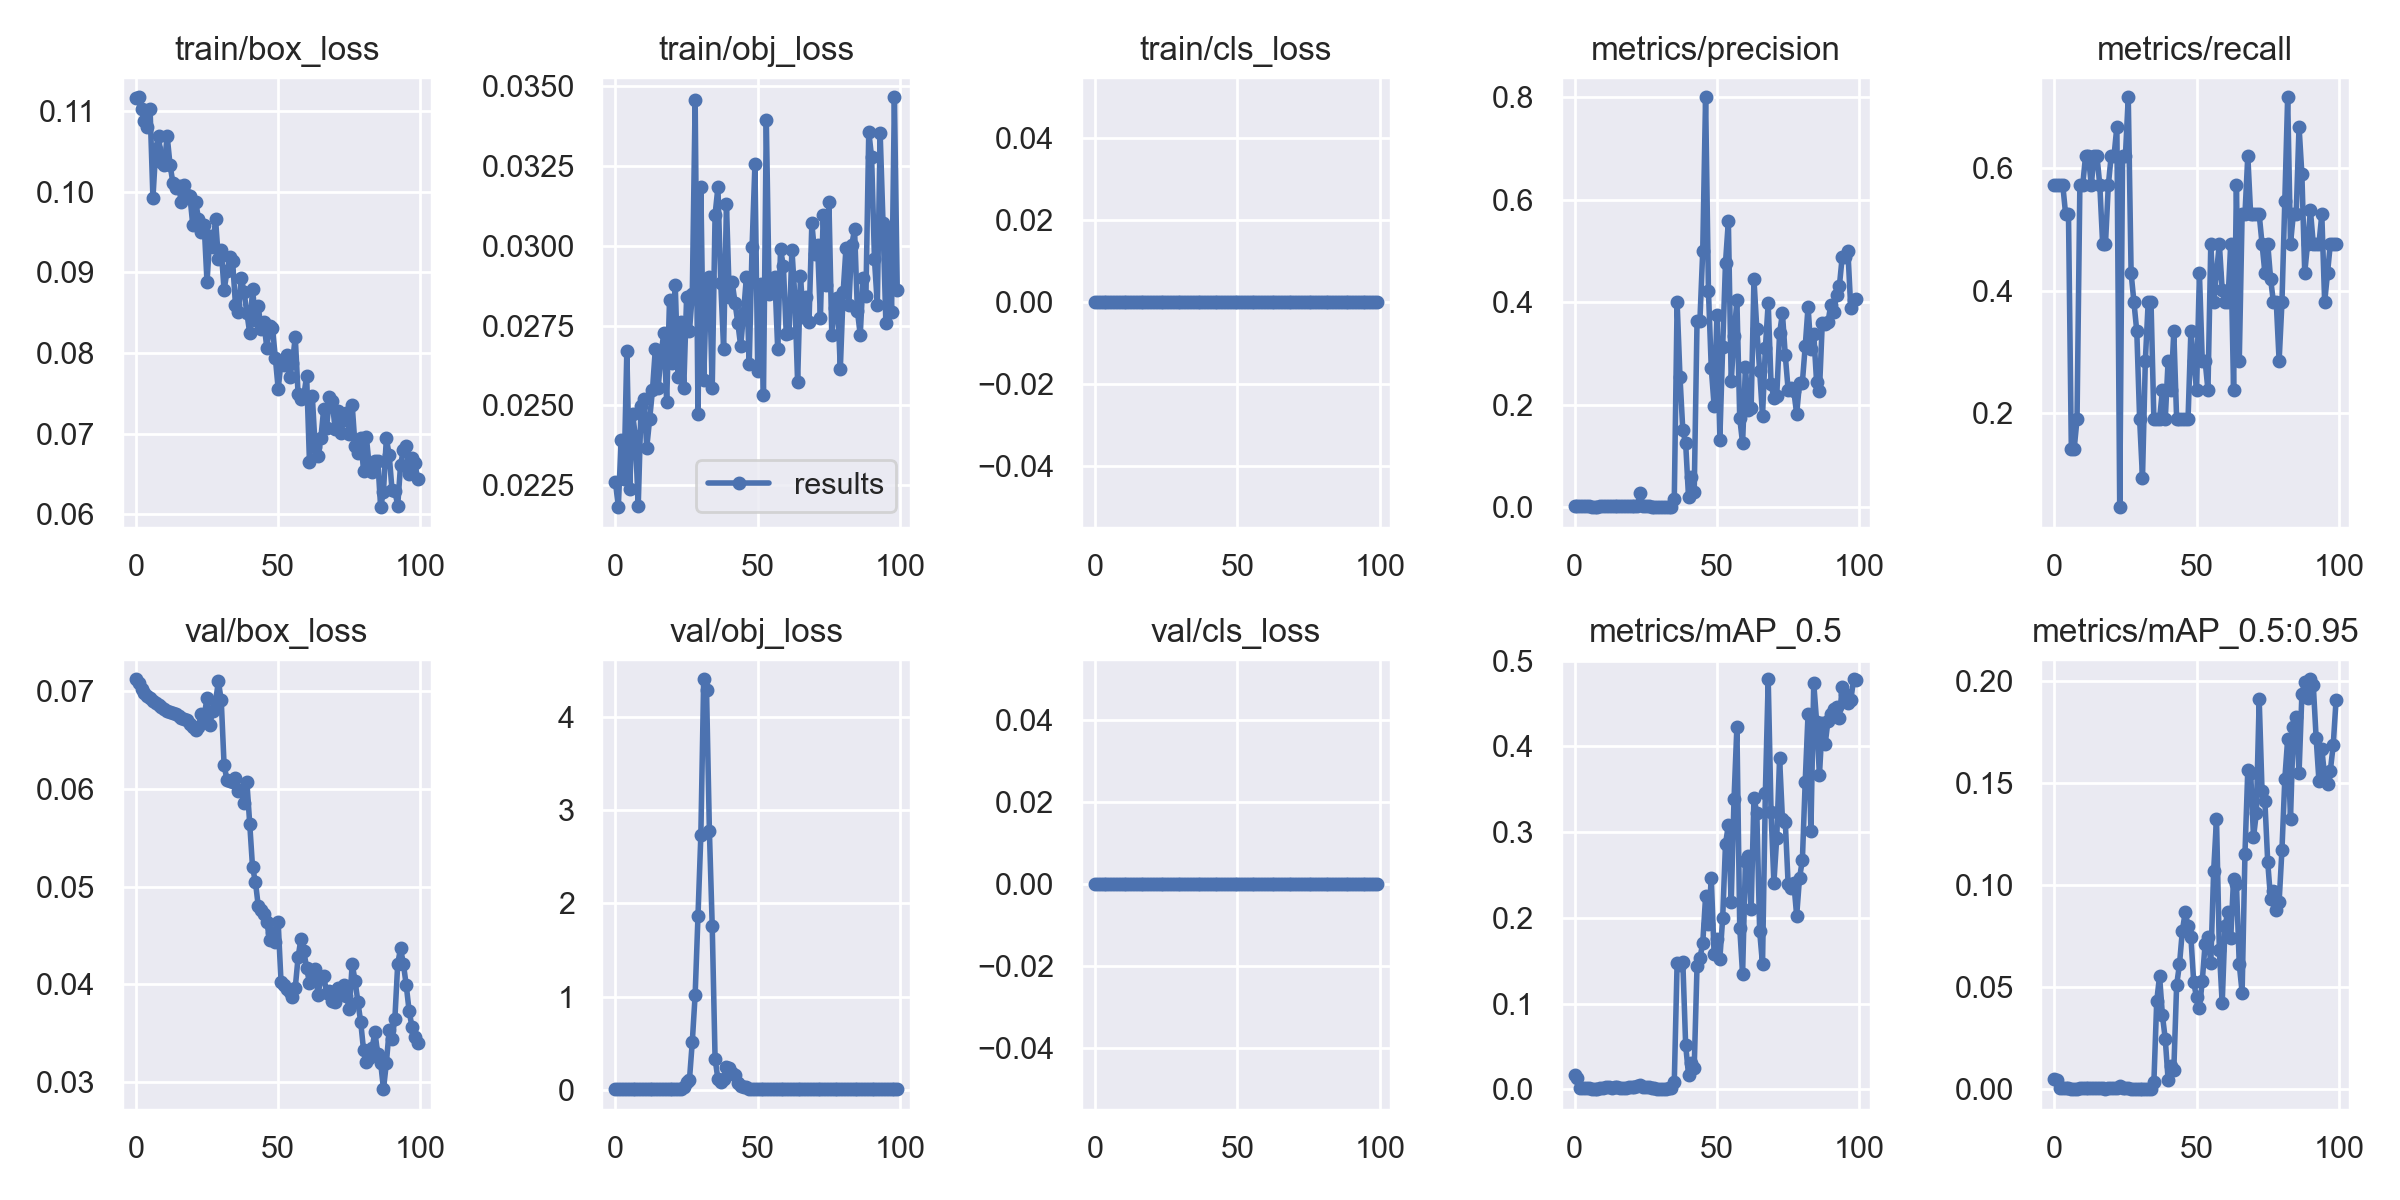 train/box_loss
0.11
0.10
0.09
0.08
0.07
0.06
0 50 100
train/obj_loss
0.0350
0.0325
0.0300
0.0275
0.0250
0.0225
results
0 50 100
train/cls_loss
0.04
0.02
0.00
−0.02
−0.04
0 50 100
metrics/precision
0.8
0.6
0.4
0.2
0.0
0 50 100
metrics/recall
0.6
0.4
0.2
0 50 100
val/box_loss
0.07
0.06
0.05
0.04
0.03
0 50 100
val/obj_loss
4
3
2
1
0
0 50 100
val/cls_loss
0.04
0.02
0.00
−0.02
−0.04
0 50 100
metrics/mAP_0.5
0.5
0.4
0.3
0.2
0.1
0.0
0 50 100
metrics/mAP_0.5:0.95
0.20
0.15
0.10
0.05
0.00
0 50 100